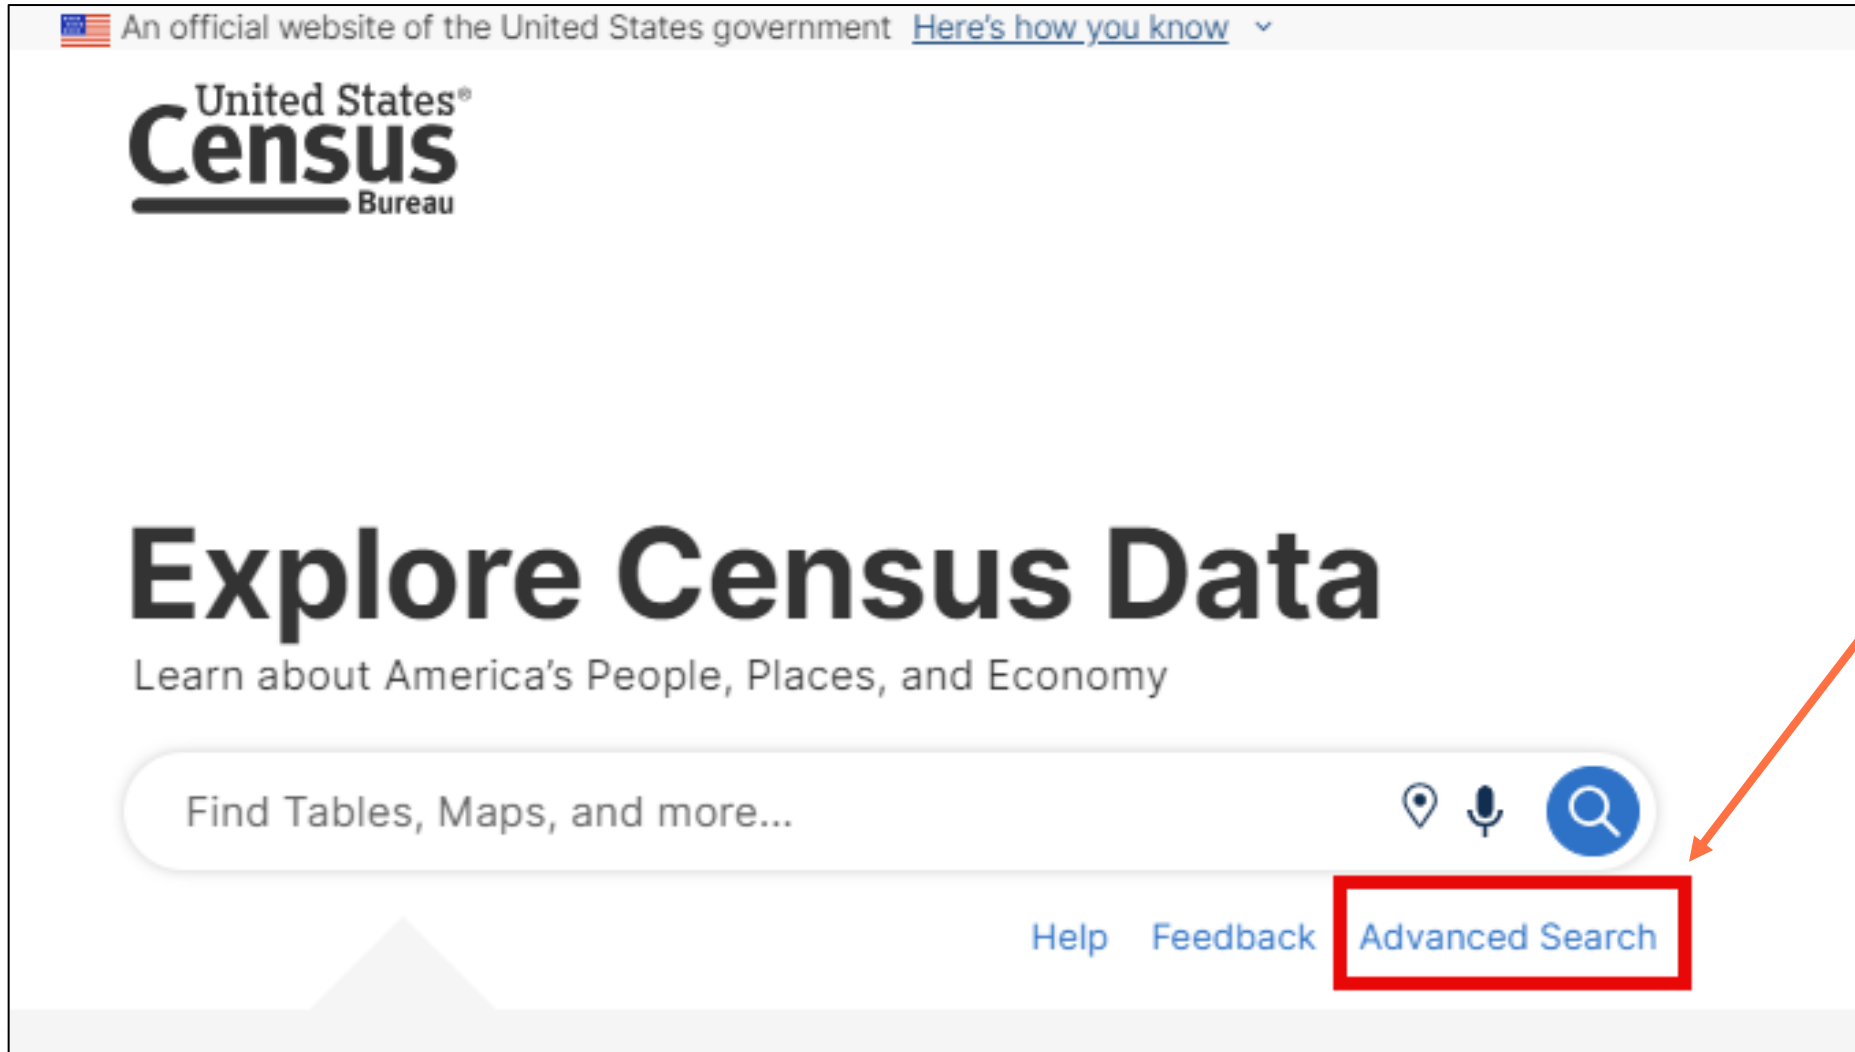 An official website of the United States government Here's how you know
United States®
Census
Bureau
Explore Census Data
Learn about America's People, Places, and Economy
Find Tables, Maps, and more...
Help Feedback Advanced Search